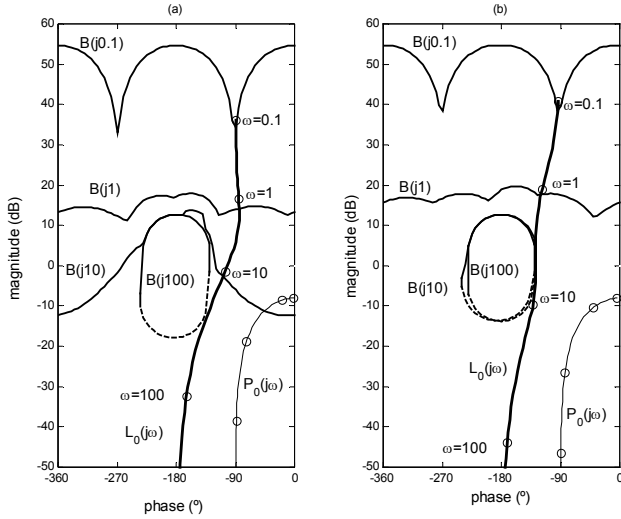 (a)
60
50
40
30
20
10
0
-10
-20
-30
-40
-50
magnitude (dB)
B(j0.1)
ω=0.1
B(j1)
ω=1
B(j10)
B(j100)
ω=10
ω=100
L0(jω)
P0(jω)
-360
-270
-180
-90
0
phase (º)
(b)
60
50
40
30
20
10
0
-10
-20
-30
-40
-50
magnitude (dB)
B(j0.1)
ω=0.1
B(j1)
ω=1
B(j10)
B(j100)
ω=10
L0(jω)
P0(jω)
ω=100
-360
-270
-180
-90
0
phase (º)